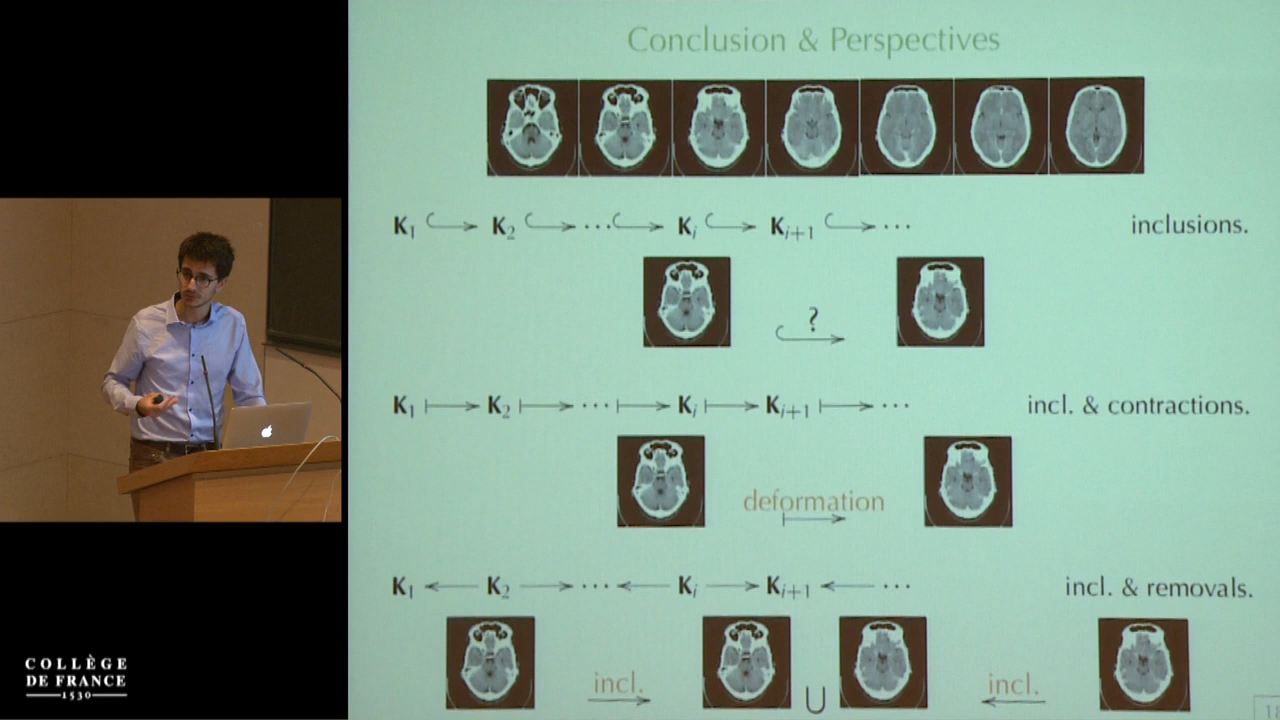 Conclusion & Perspectives
K1 ↪ K2 ↪ ⋯ ↪ Ki ↪ Ki+1 ↪ ⋯ inclusions.
?
K1 ↦ K2 ↦ ⋯ ↦ Ki ↦ Ki+1 ↦ ⋯ incl. & contractions.
deformation
K1 ← K2 → ⋯ ← Ki → Ki+1 ← ⋯ incl. & removals.
incl. ∪ incl.
COLLÈGE
DE FRANCE
1530